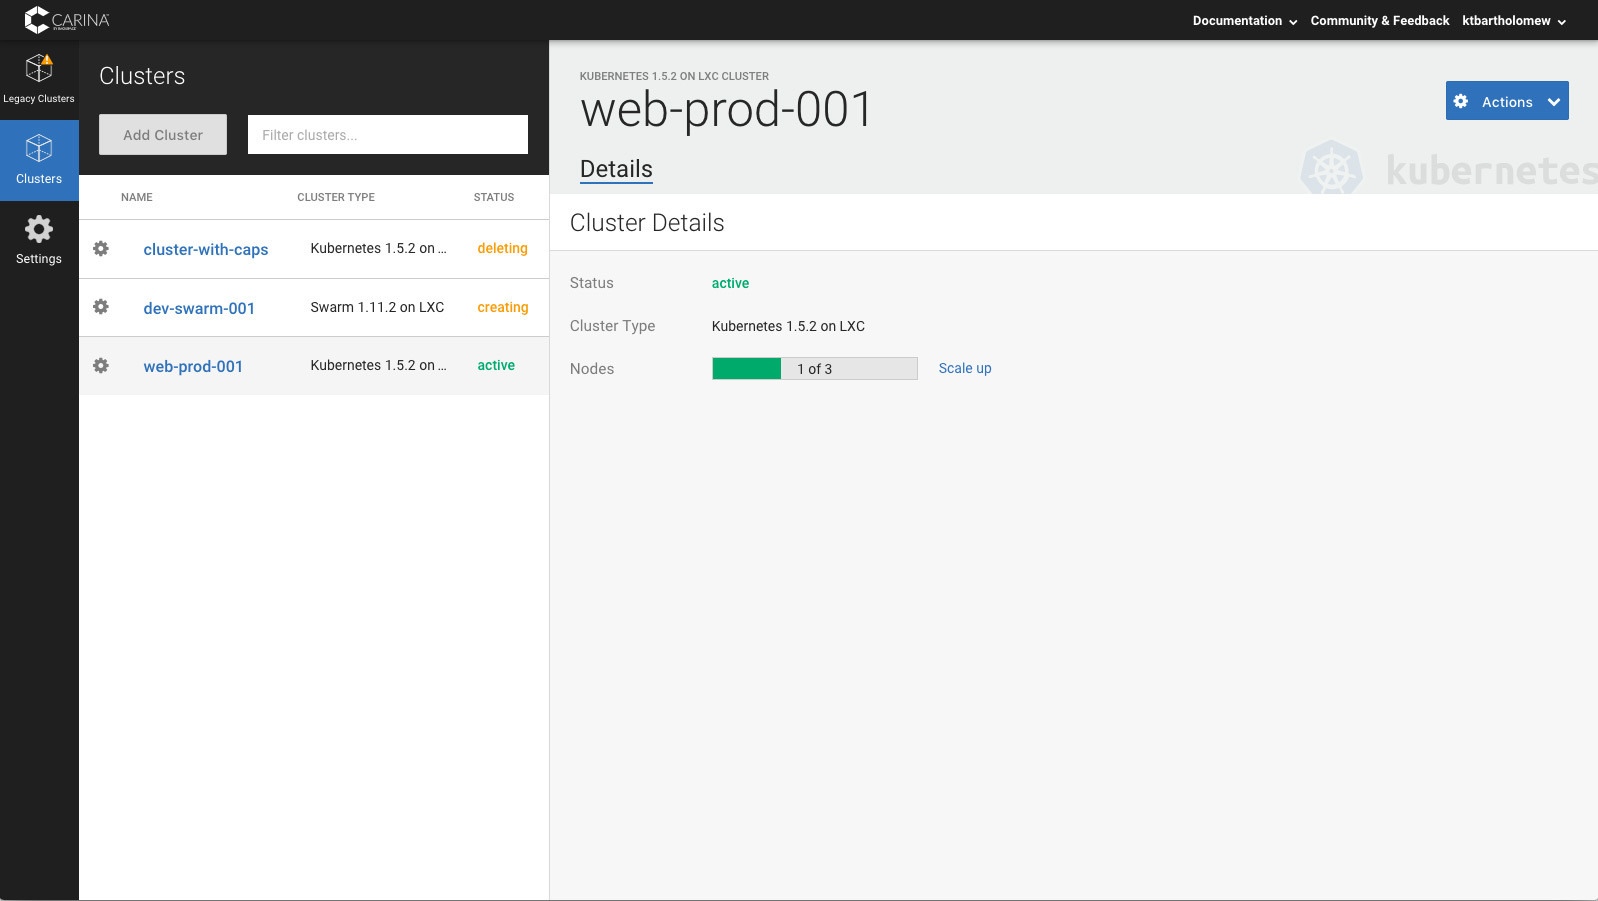 CARINA
BY RACKSPACE
Documentation
Community & Feedback
ktbartholomew
Legacy Clusters
Clusters
Settings
Clusters
Add Cluster
Filter clusters...
NAME CLUSTER TYPE STATUS
cluster-with-caps Kubernetes 1.5.2 on ... deleting
dev-swarm-001 Swarm 1.11.2 on LXC creating
web-prod-001 Kubernetes 1.5.2 on ... active
KUBERNETES 1.5.2 ON LXC CLUSTER
web-prod-001
Actions
Details
kubernetes
Cluster Details
Status active
Cluster Type Kubernetes 1.5.2 on LXC
Nodes 1 of 3 Scale up